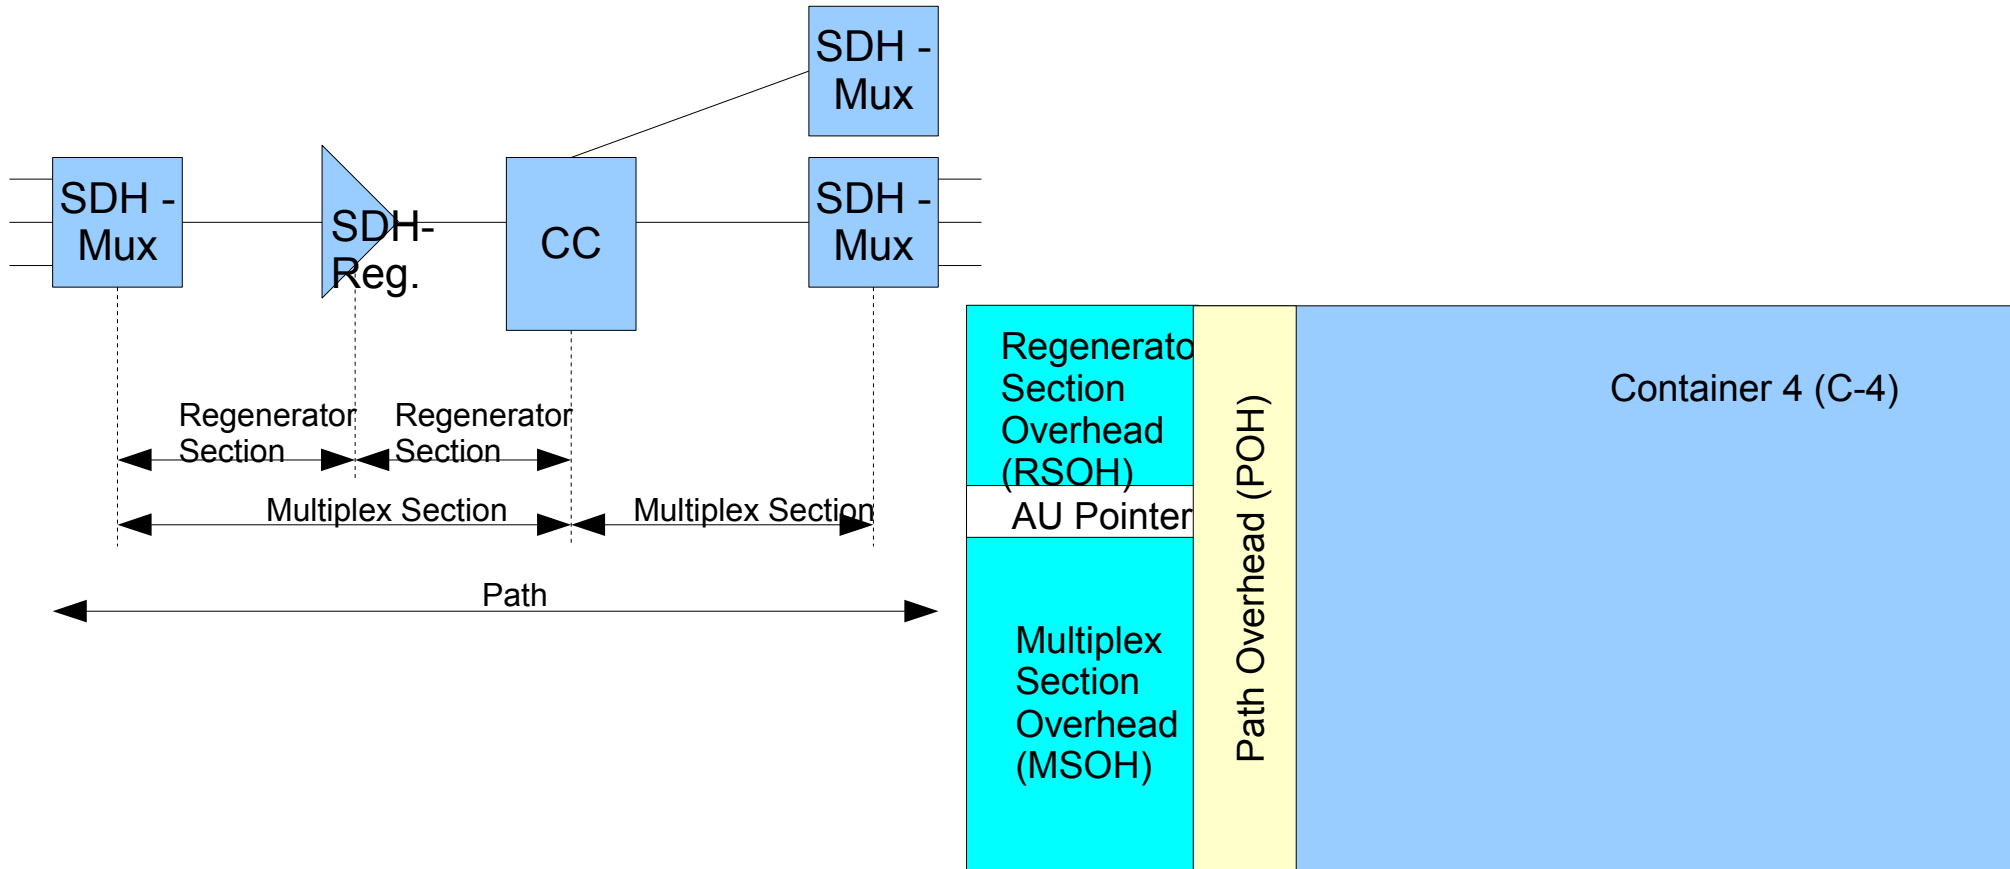 SDH -
Mux
SDH -
Mux
SDH-
Reg.
CC
SDH -
Mux
Regenerator
Section
Regenerator
Section
Multiplex Section
Multiplex Section
Path
Regenerato
Section
Overhead
(RSOH)
AU Pointer
Multiplex
Section
Overhead
(MSOH)
Path Overhead (POH)
Container 4 (C-4)